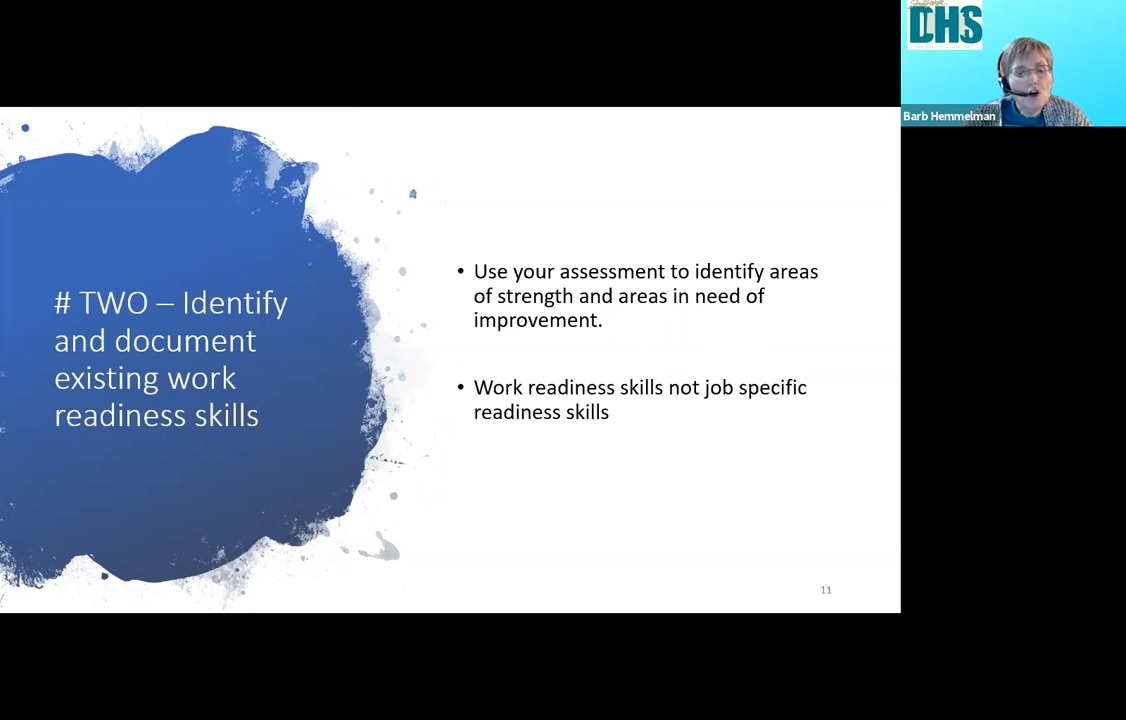 DHS
Barb Hemmelman
# TWO – Identify
and document
existing work
readiness skills
• Use your assessment to identify areas
of strength and areas in need of
improvement.
• Work readiness skills not job specific
readiness skills
11